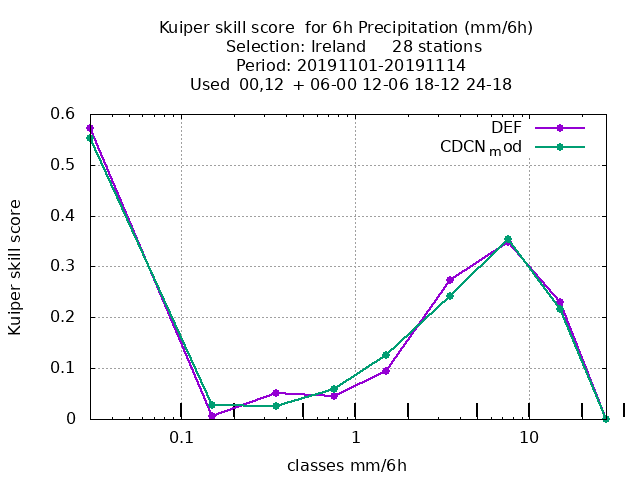 Kuiper skill score  for 6h Precipitation (mm/6h)
Selection: Ireland     28 stations
Period: 20191101-20191114
Used  00,12  + 06-00 12-06 18-12 24-18
DEF
CDCNmod
0.6
0.5
0.4
0.3
0.2
0.1
0
Kuiper skill score
0.1
1
10
classes mm/6h